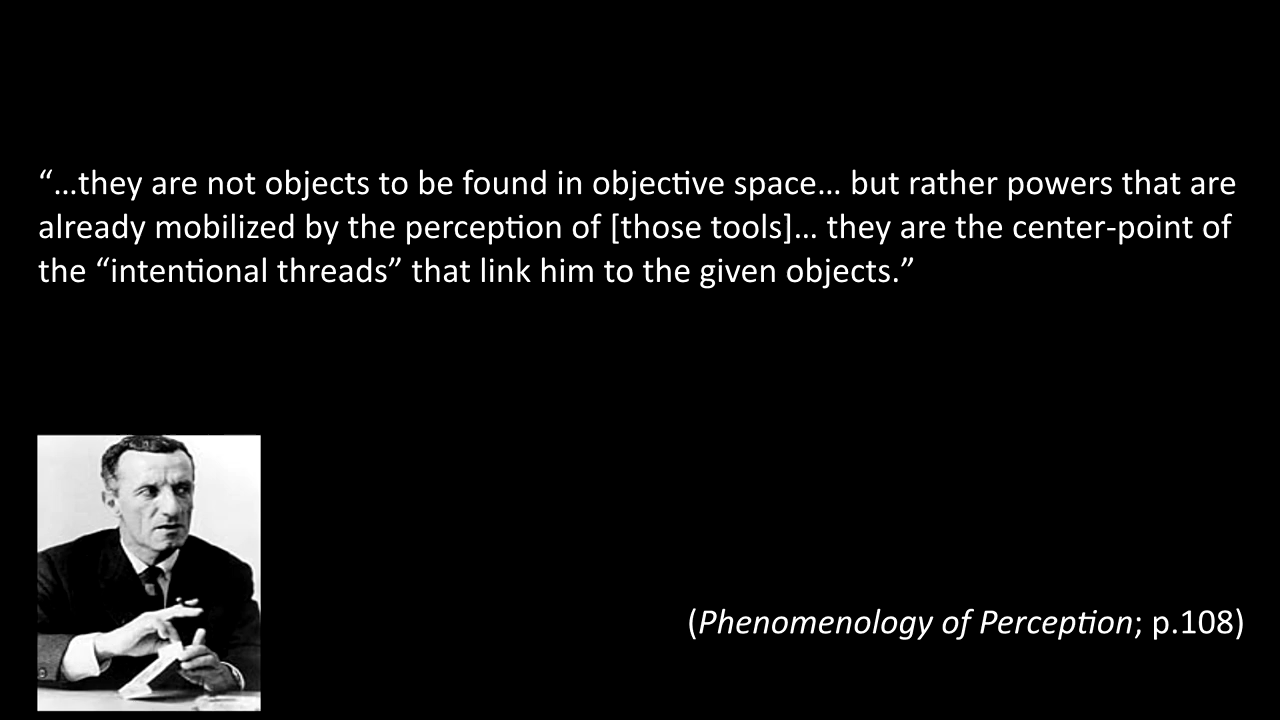 “…they are not objects to be found in objective space… but rather powers that are
already mobilized by the perception of [those tools]… they are the center-point of
the “intentional threads” that link him to the given objects.”
(Phenomenology of Perception; p.108)